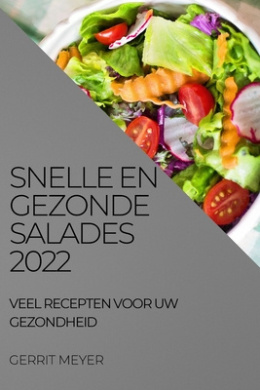 SNELLE EN
GEZONDE
SALADES
2022
VEEL RECEPTEN VOOR UW
GEZONDHEID
GERRIT MEYER